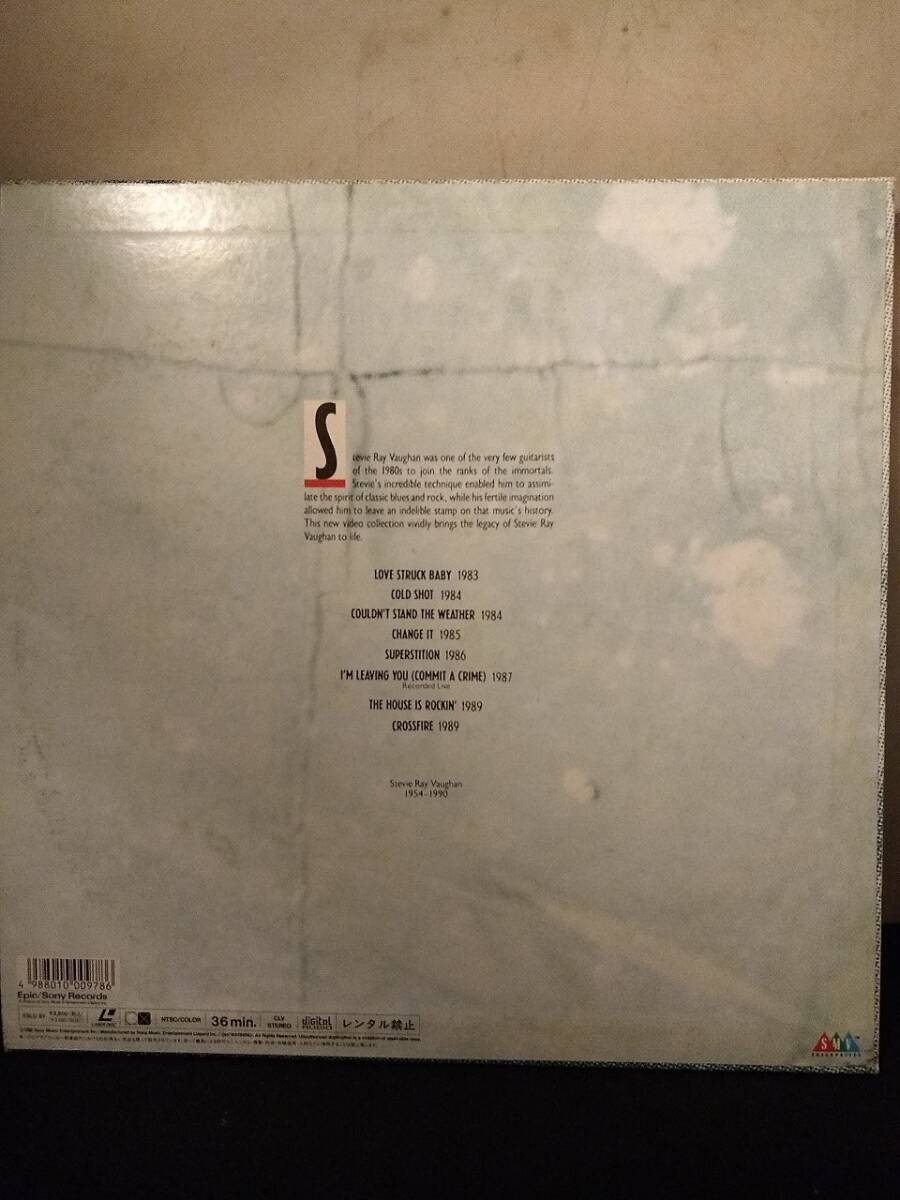 Stevie Ray Vaughan was one of the very few guitarists
of the 1980s to join the ranks of the immortals.
Stevie's incredible technique enabled him to assimi-
late the spirit of classic blues and rock, while his fertile imagination
allowed him to leave an indelible stamp on that music's history.
This new video collection vividly brings the legacy of Stevie Ray
Vaughan to life.
LOVE STRUCK BABY 1983
COLD SHOT 1984
COULDN'T STAND THE WEATHER 1984
CHANGE IT 1985
SUPERSTITION 1986
I'M LEAVING YOU (COMMIT A CRIME) 1987
Recorded Live
THE HOUSE IS ROCKIN' 1989
CROSSFIRE 1989
Stevie Ray Vaughan
1954-1990
4 988010 009786
Epic/Sony Records
LASER DISC
NTSC/COLOR
36 min.
CLV
STEREO
digital
AUDIO
レンタル禁止
SMV
ENTERPRISES